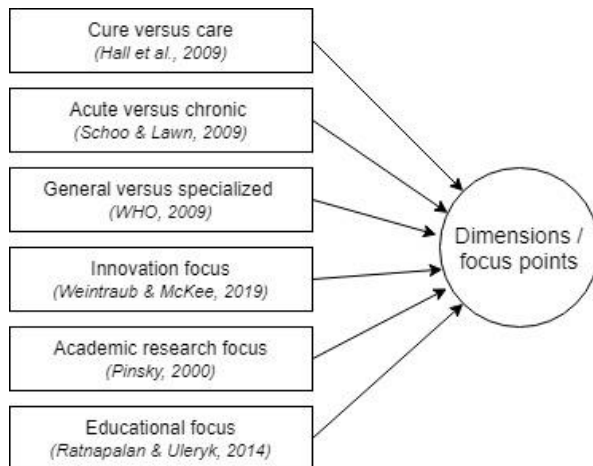 Cure versus care
(Hall et al., 2009)
Acute versus chronic
(Schoo & Lawn, 2009)
General versus specialized
(WHO, 2009)
Innovation focus
(Weintraub & McKee, 2019)
Academic research focus
(Pinsky, 2000)
Educational focus
(Ratnapalan & Uleryk, 2014)
Dimensions /
focus points